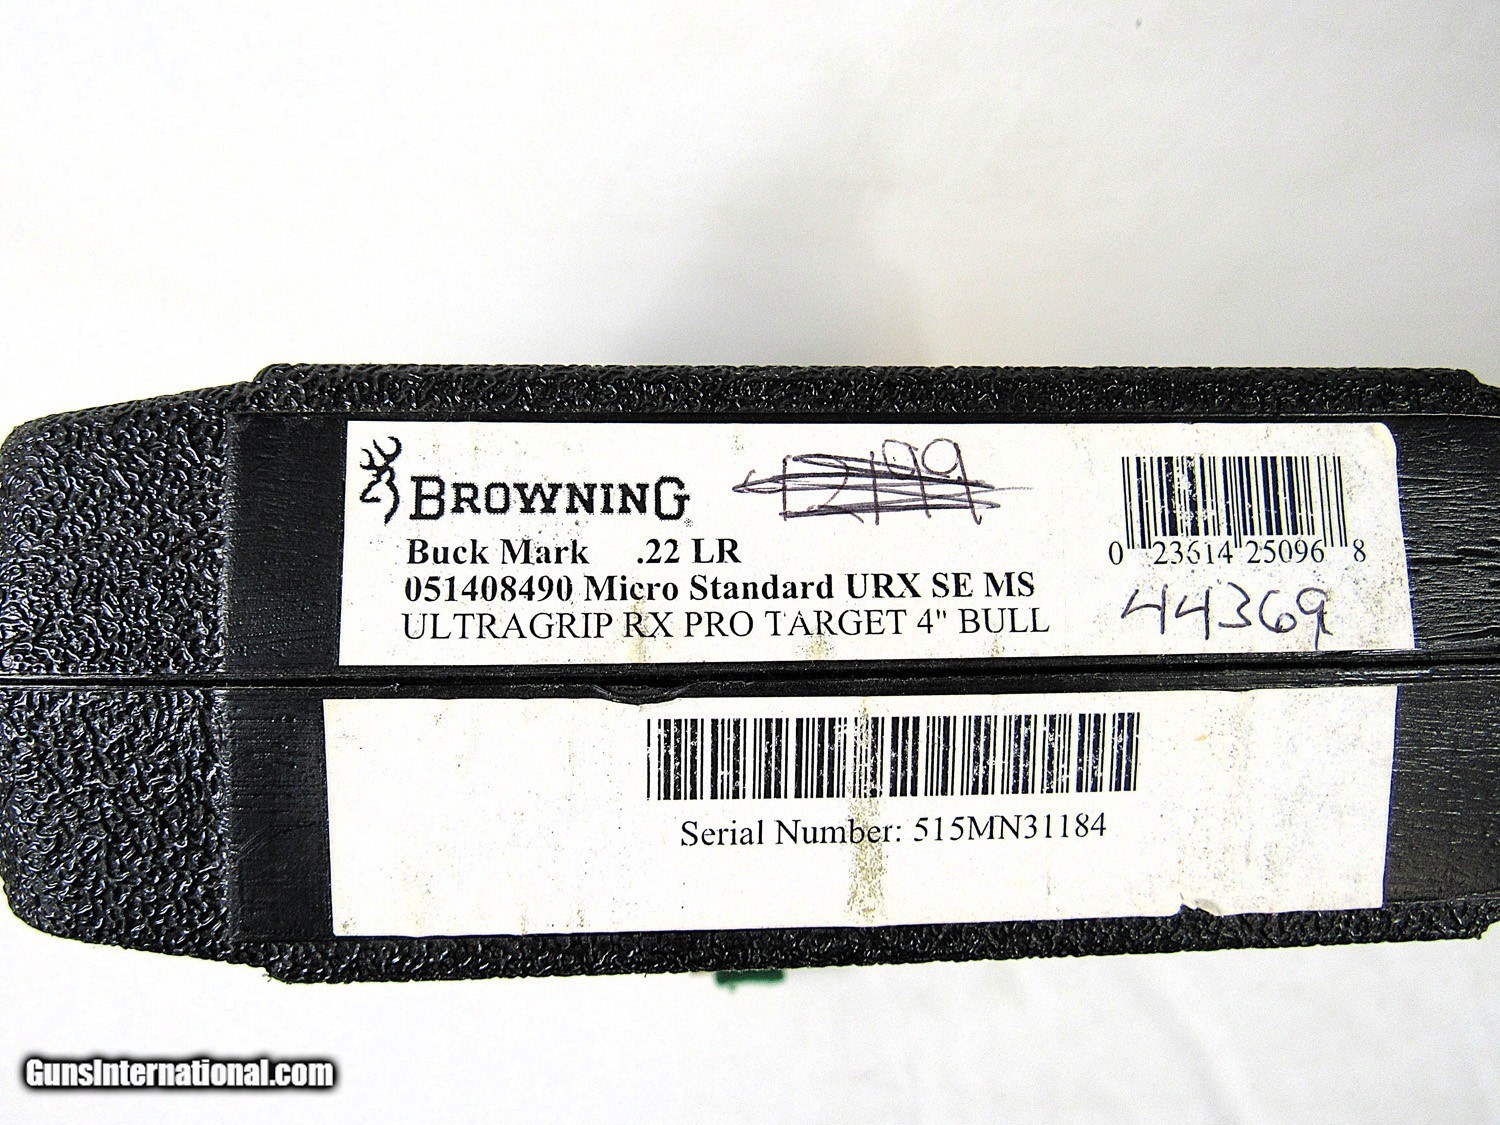 BROWNING
Buck Mark .22 LR
051408490 Micro Standard URX SE MS
ULTRAGRIP RX PRO TARGET 4" BULL
0 23614 25096 8
44369
Serial Number: 515MN31184
GunsInternational.com